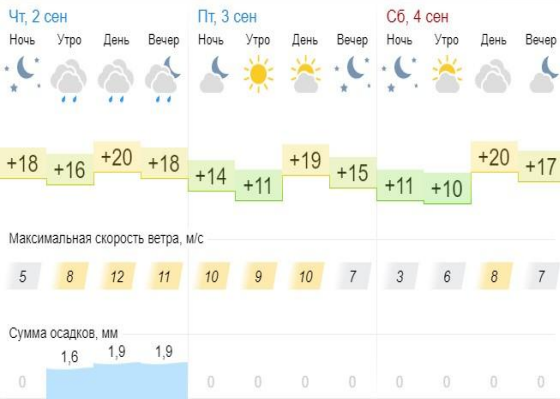 Чт, 2 сен Пт, 3 сен Сб, 4 сен
Ночь Утро День Вечер Ночь Утро День Вечер Ночь Утро День Вечер
+18 +16 +20 +18 +14 +11 +19 +15 +11 +10 +20 +17
Максимальная скорость ветра, м/с
5 8 12 11 10 9 10 7 3 6 8 7
Сумма осадков, мм
0 1,6 1,9 1,9 0 0 0 0 0 0 0 0